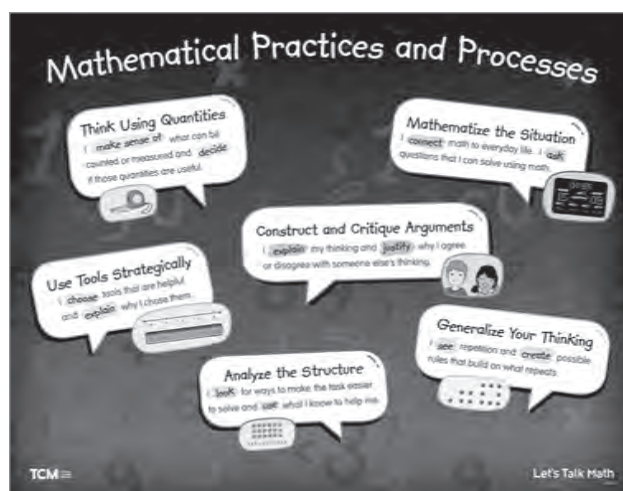 Mathematical Practices and Processes
Think Using Quantities
I make sense of what can be
counted or measured and decide
if those quantities are useful.
Mathematize the Situation
I connect math to everyday life. I ask
questions that I can solve using math.
Construct and Critique Arguments
I explain my thinking and justify why I agree
or disagree with someone else's thinking.
Use Tools Strategically
I choose tools that are helpful
and explain why I chose them.
Generalize Your Thinking
I see repetition and create possible
rules that build on what repeats.
Analyze the Structure
I look for ways to make the task easier
to solve and use what I know to help me.
TCM
Let's Talk Math